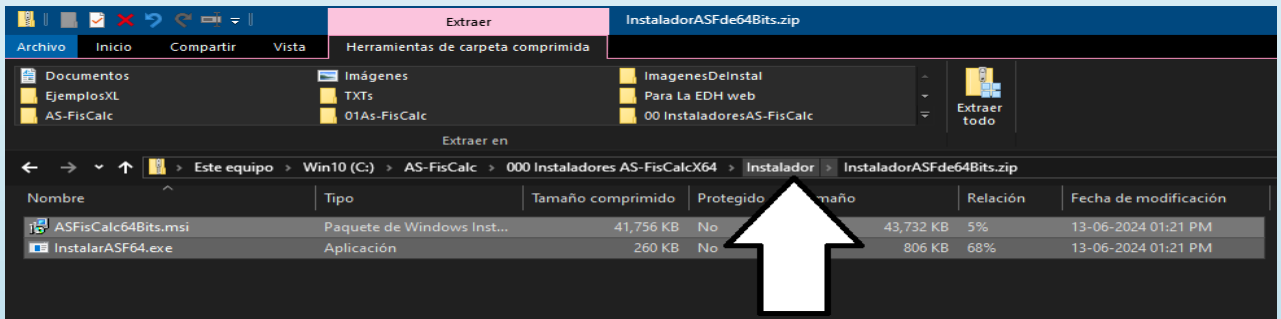 Extraer InstaladorASFde64Bits.zip
Archivo Inicio Compartir Vista Herramientas de carpeta comprimida
Documentos Imágenes ImagenesDeInstal
EjemplosXL TXTs Para La EDH web
AS-FisCalc 01As-FisCalc 00 InstaladoresAS-FisCalc
Extraer todo
Extraer en
Este equipo > Win10 (C:) > AS-FisCalc > 000 Instaladores AS-FisCalcX64 > Instalador > InstaladorASFde64Bits.zip
Nombre Tipo Tamaño comprimido Protegido Relación Fecha de modificación
ASFisCalc64Bits.msi Paquete de Windows Inst... 41,756 KB No 43,732 KB 5% 13-06-2024 01:21 PM
InstalarASF64.exe Aplicación 260 KB No 806 KB 68% 13-06-2024 01:21 PM